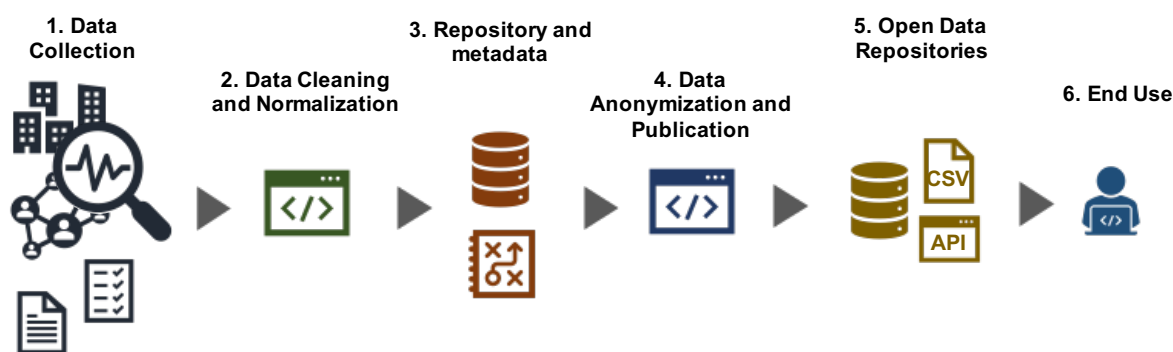 1. Data
Collection
2. Data Cleaning
and Normalization
3. Repository and
metadata
4. Data
Anonymization and
Publication
5. Open Data
Repositories
CSV
API
6. End Use